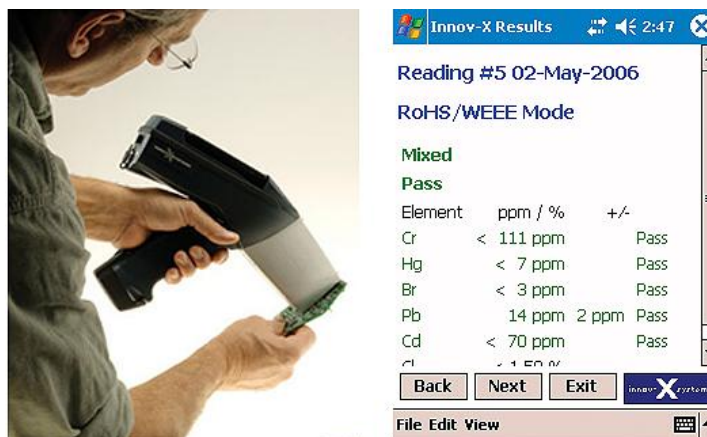 Innov-X Results 2:47
Reading #5 02-May-2006
RoHS/WEEE Mode
Mixed
Pass
Element ppm / % +/-
Cr < 111 ppm Pass
Hg < 7 ppm Pass
Br < 3 ppm Pass
Pb 14 ppm 2 ppm Pass
Cd < 70 ppm Pass
Back Next Exit innov-X system
File Edit View